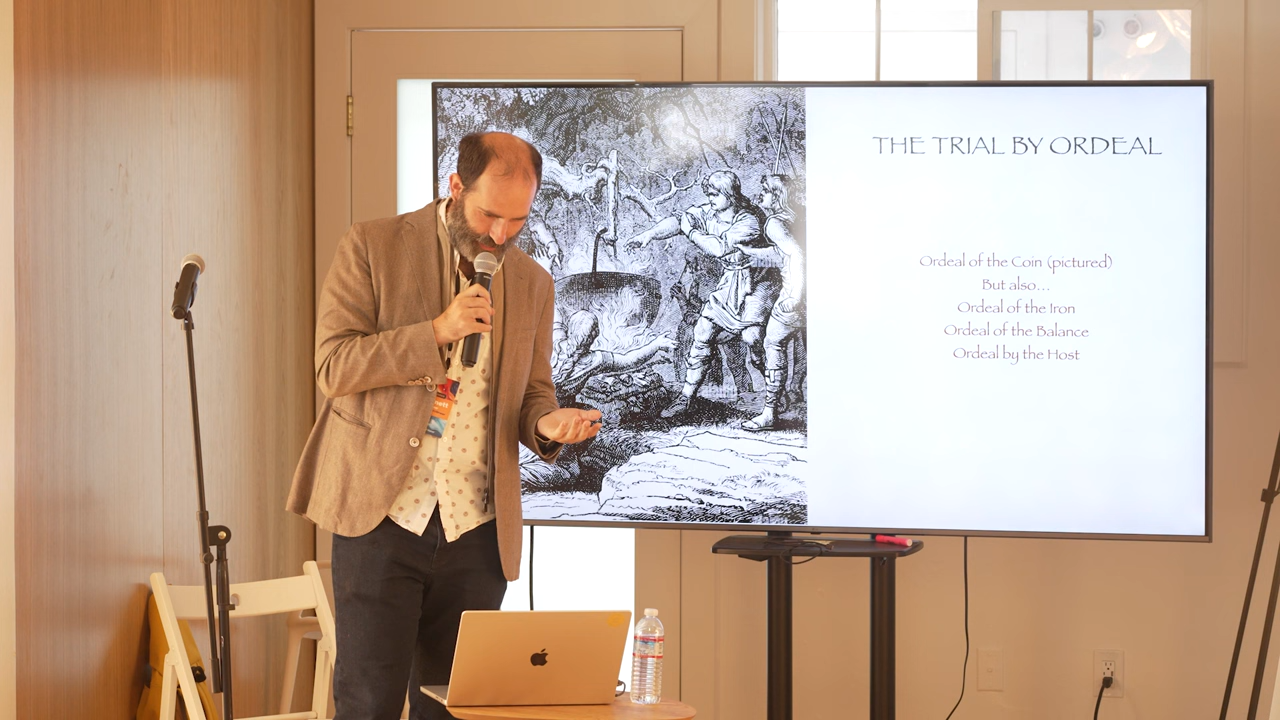 THE TRIAL BY ORDEAL
Ordeal of the Coin (pictured)
But also...
Ordeal of the Iron
Ordeal of the Balance
Ordeal by the Host